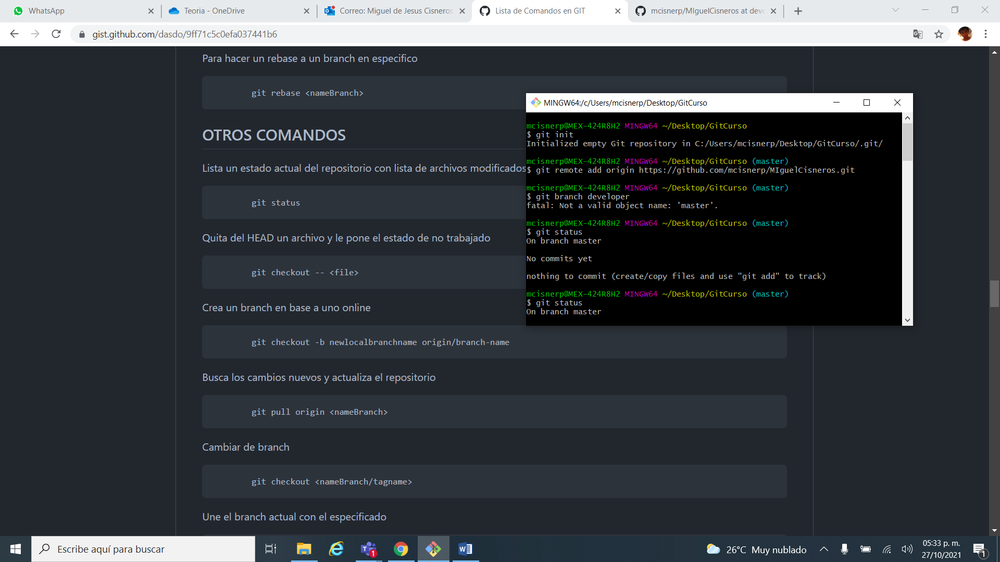 WhatsApp
Teoria - OneDrive
Correo: Miguel de Jesus Cisneros
Lista de Comandos en GIT
mcisnerp/MIguelCisneros at deve
gist.github.com/dasdo/9ff71c5c0efa037441b6
Para hacer un rebase a un branch en especifico
git rebase <nameBranch>
OTROS COMANDOS
Lista un estado actual del repositorio con lista de archivos modificados
git status
Quita del HEAD un archivo y le pone el estado de no trabajado
git checkout -- <file>
Crea un branch en base a uno online
git checkout -b newlocalbranchname origin/branch-name
Busca los cambios nuevos y actualiza el repositorio
git pull origin <nameBranch>
Cambiar de branch
git checkout <nameBranch/tagname>
Une el branch actual con el especificado
MINGW64:/c/Users/mcisnerp/Desktop/GitCurso
mcisnerp@MEX-424R8H2 MINGW64 ~/Desktop/GitCurso
$ git init
Initialized empty Git repository in C:/Users/mcisnerp/Desktop/GitCurso/.git/
mcisnerp@MEX-424R8H2 MINGW64 ~/Desktop/GitCurso (master)
$ git remote add origin https://github.com/mcisnerp/MIguelCisneros.git
mcisnerp@MEX-424R8H2 MINGW64 ~/Desktop/GitCurso (master)
$ git branch developer
fatal: Not a valid object name: 'master'.
mcisnerp@MEX-424R8H2 MINGW64 ~/Desktop/GitCurso (master)
$ git status
On branch master
No commits yet
nothing to commit (create/copy files and use "git add" to track)
mcisnerp@MEX-424R8H2 MINGW64 ~/Desktop/GitCurso (master)
$ git status
On branch master
Escribe aquí para buscar
26°C Muy nublado
05:33 p. m.
27/10/2021
1
1